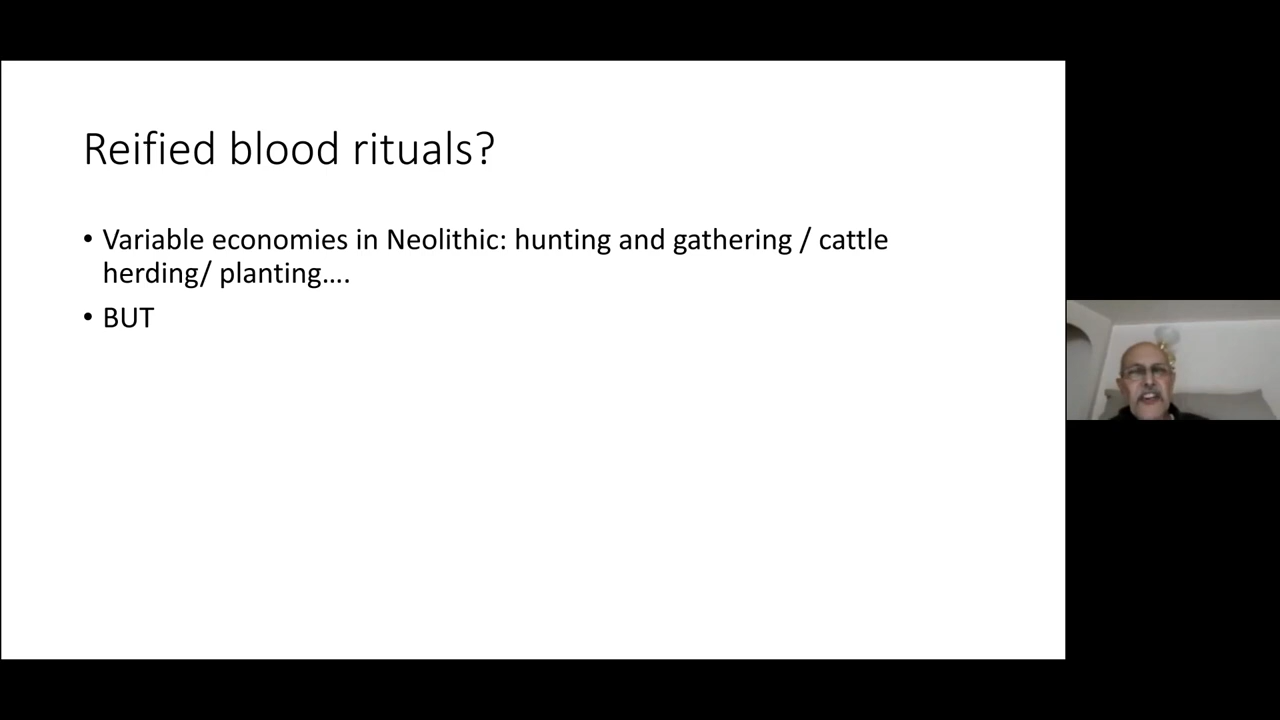 Reified blood rituals?
• Variable economies in Neolithic: hunting and gathering / cattle
herding/ planting….
• BUT